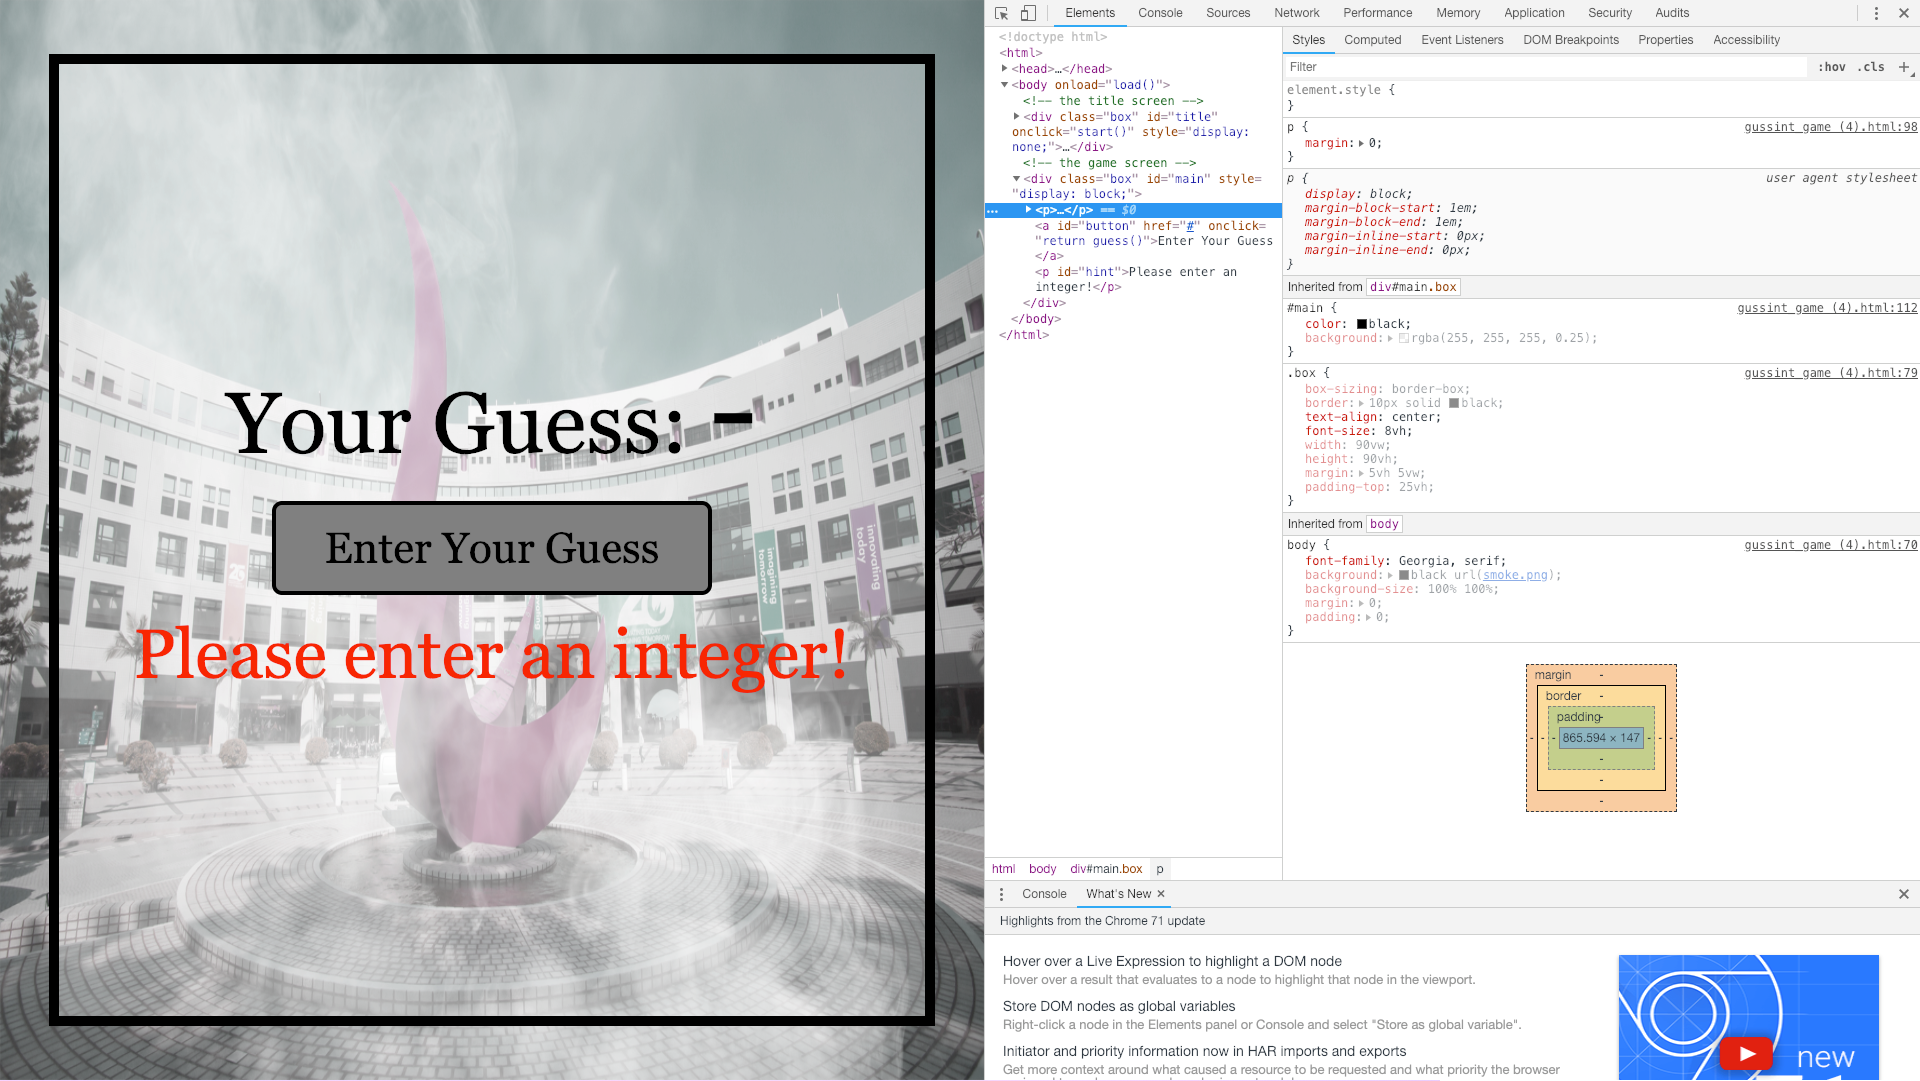 Your Guess: -
Enter Your Guess
Please enter an integer!
innovating
today
imagining
tomorrow
Elements Console Sources Network Performance Memory Application Security Audits
<!doctype html>
<html>
<head>…</head>
<body onload="load()">
<!-- the title screen -->
<div class="box" id="title"
onclick="start()" style="display:
none;">…</div>
<!-- the game screen -->
<div class="box" id="main" style=
"display: block;">
<p>…</p> == $0
<a id="button" href="#" onclick=
"return guess()">Enter Your Guess
</a>
<p id="hint">Please enter an
integer!</p>
</div>
</body>
</html>
html body div#main.box p
Styles Computed Event Listeners DOM Breakpoints Properties Accessibility
Filter :hov .cls +
element.style {
}
p { gussint game (4).html:98
margin: 0;
}
p { user agent stylesheet
display: block;
margin-block-start: 1em;
margin-block-end: 1em;
margin-inline-start: 0px;
margin-inline-end: 0px;
}
Inherited from div#main.box
#main { gussint game (4).html:112
color: black;
background: rgba(255, 255, 255, 0.25);
}
.box { gussint game (4).html:79
box-sizing: border-box;
border: 10px solid black;
text-align: center;
font-size: 8vh;
width: 90vw;
height: 90vh;
margin: 5vh 5vw;
padding-top: 25vh;
}
Inherited from body
body { gussint game (4).html:70
font-family: Georgia, serif;
background: black url(smoke.png);
background-size: 100% 100%;
margin: 0;
padding: 0;
}
margin -
border -
padding -
- - - 865.594 × 147 - - -
-
-
-
Console What's New
Highlights from the Chrome 71 update
Hover over a Live Expression to highlight a DOM node
Hover over a result that evaluates to a node to highlight that node in the viewport.
Store DOM nodes as global variables
Right-click a node in the Elements panel or Console and select "Store as global variable".
Initiator and priority information now in HAR imports and exports
Get more context around what caused a resource to be requested and what priority the browser
new